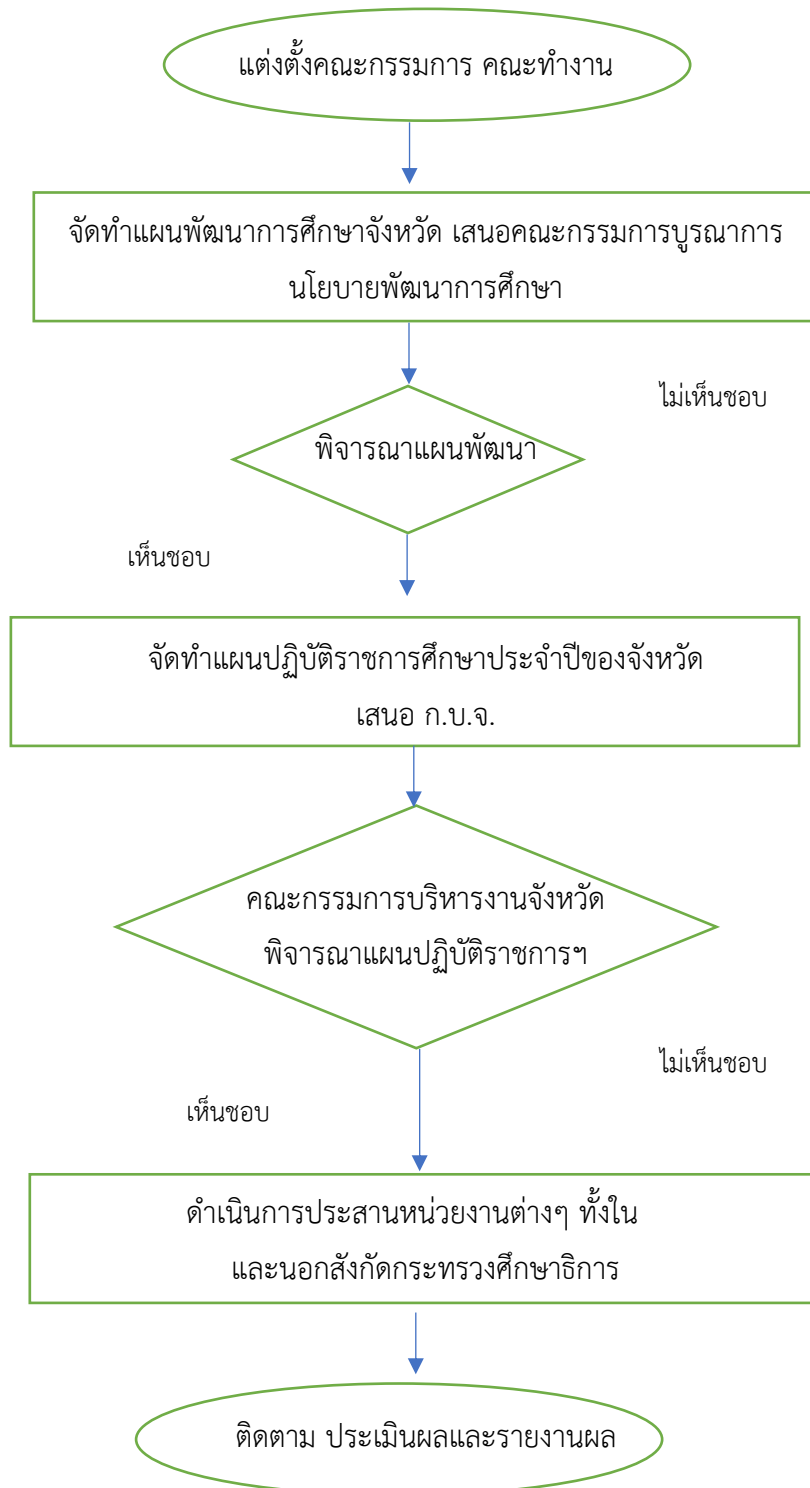 แต่งตั้งคณะกรรมการ คณะทำงาน
จัดทำแผนพัฒนาการศึกษาจังหวัด เสนอคณะกรรมการบูรณาการ
นโยบายพัฒนาการศึกษา
ไม่เห็นชอบ
พิจารณาแผนพัฒนา
เห็นชอบ
จัดทำแผนปฏิบัติราชการศึกษาประจำปีของจังหวัด
เสนอ ก.บ.จ.
คณะกรรมการบริหารงานจังหวัด
พิจารณาแผนปฏิบัติราชการฯ
ไม่เห็นชอบ
เห็นชอบ
ดำเนินการประสานหน่วยงานต่างๆ ทั้งใน
และนอกสังกัดกระทรวงศึกษาธิการ
ติดตาม ประเมินผลและรายงานผล